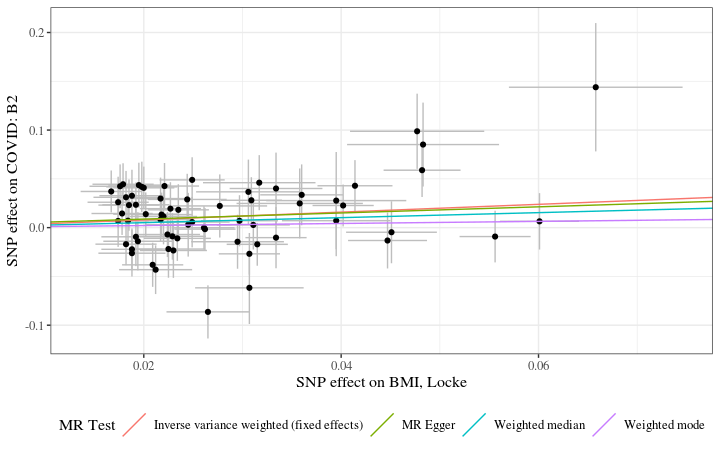 0.2
0.1
0.0
-0.1
SNP effect on COVID: B2
0.02 0.04 0.06
SNP effect on BMI, Locke
MR Test Inverse variance weighted (fixed effects) MR Egger Weighted median Weighted mode